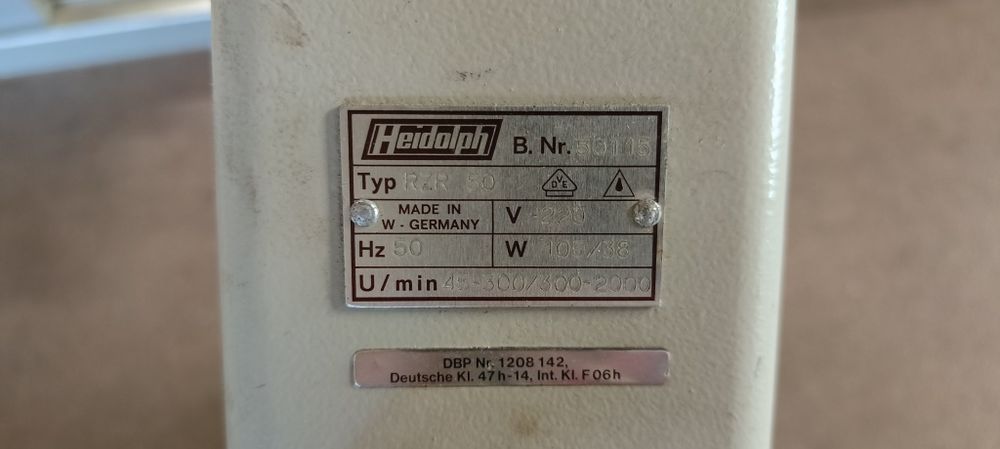 Heidolph B. Nr. 50115
Typ RZR 50 DVE
MADE IN
W - GERMANY
V ~220
Hz 50 W 105/38
U/min 45-300/300-2000
DBP Nr. 1208 142,
Deutsche Kl. 47h-14, Int. Kl. F06h